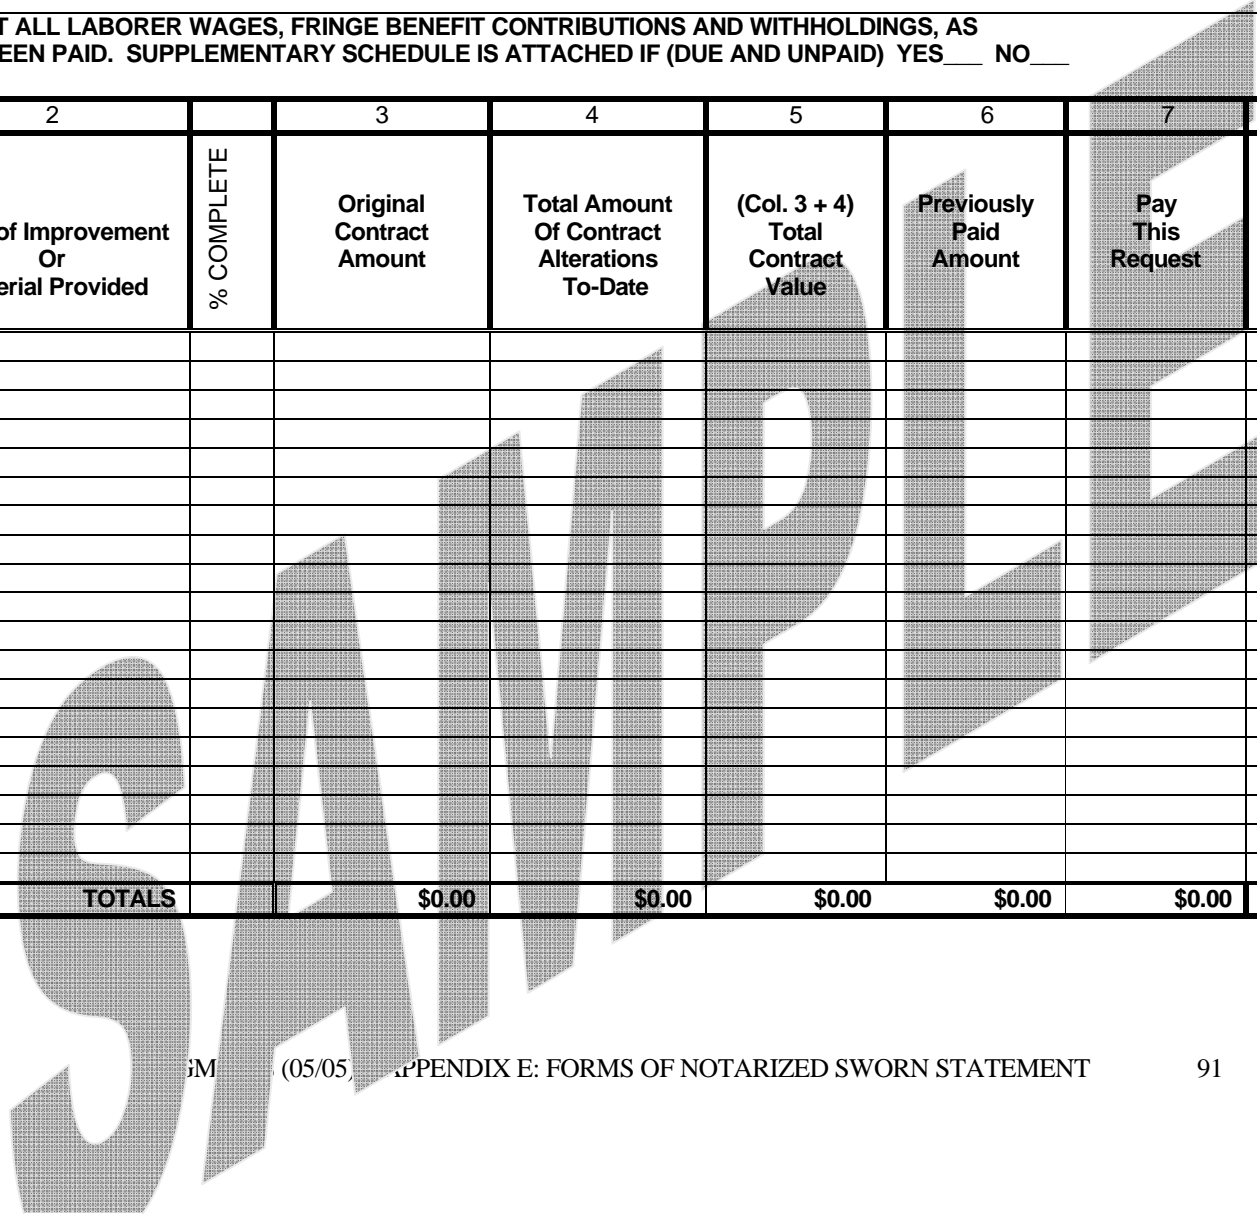 T ALL LABORER WAGES, FRINGE BENEFIT CONTRIBUTIONS AND WITHHOLDINGS, AS
EEN PAID. SUPPLEMENTARY SCHEDULE IS ATTACHED IF (DUE AND UNPAID) YES___ NO___
2 3 4 5 6 7
of Improvement
Or
erial Provided
% COMPLETE
Original
Contract
Amount
Total Amount
Of Contract
Alterations
To-Date
(Col. 3 + 4)
Total
Contract
Value
Previously
Paid
Amount
Pay
This
Request
TOTALS $0.00 $0.00 $0.00 $0.00 $0.00
SAMPLE
(05/05) APPENDIX E: FORMS OF NOTARIZED SWORN STATEMENT 91